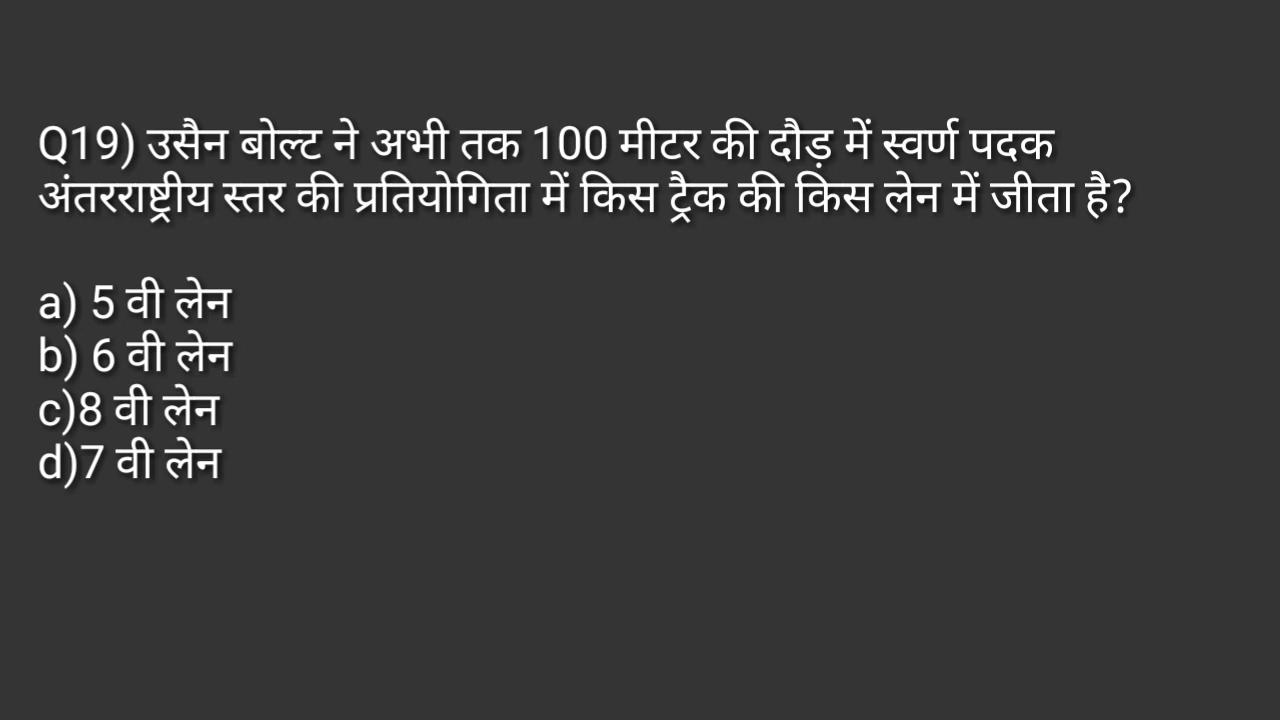 Q19) उसैन बोल्ट ने अभी तक 100 मीटर की दौड़ में स्वर्ण पदक
अंतरराष्ट्रीय स्तर की प्रतियोगिता में किस ट्रैक की किस लेन में जीता है?
a) 5 वी लेन
b) 6 वी लेन
c)8 वी लेन
d)7 वी लेन